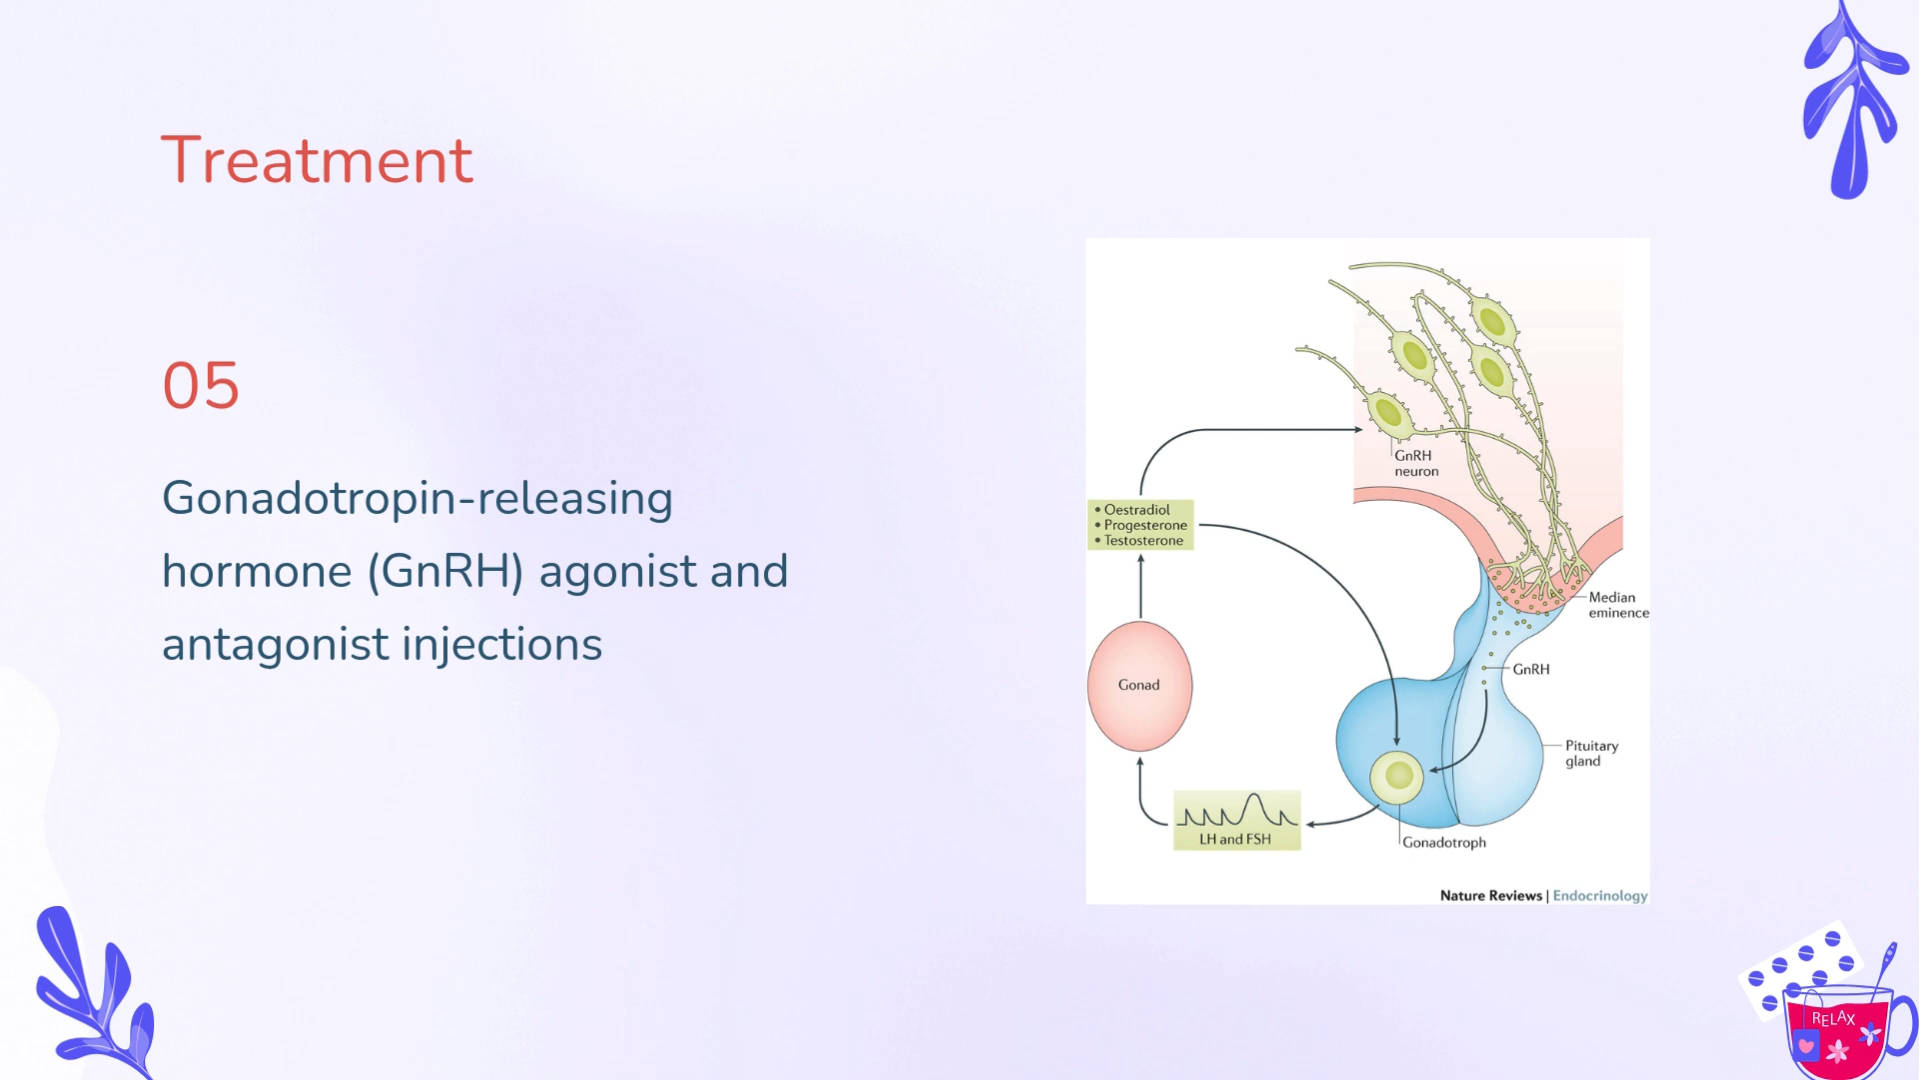 Treatment
05
Gonadotropin-releasing
hormone (GnRH) agonist and
antagonist injections
GnRH
neuron
• Oestradiol
• Progesterone
• Testosterone
Median
eminence
GnRH
Gonad
Pituitary
gland
LH and FSH
Gonadotroph
Nature Reviews | Endocrinology
RELAX